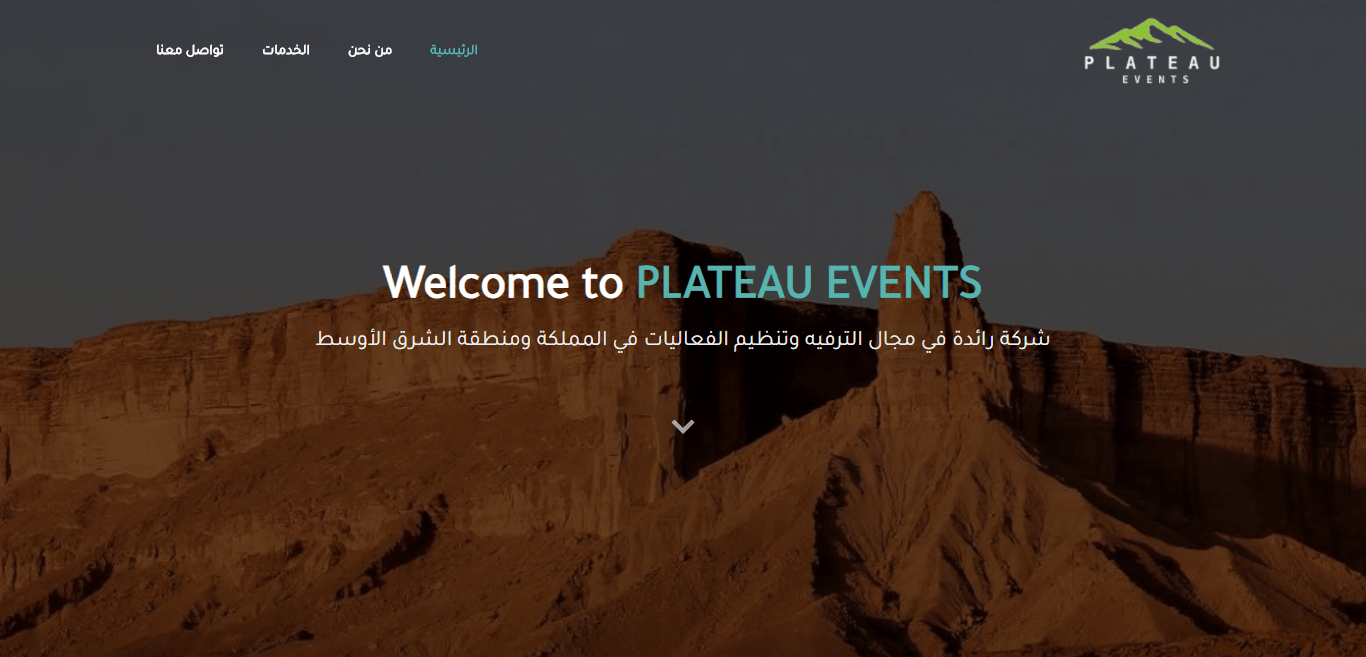 PLATEAU
EVENTS
الرئيسية من نحن الخدمات تواصل معنا
Welcome to PLATEAU EVENTS
شركة رائدة في مجال الترفيه وتنظيم الفعاليات في المملكة ومنطقة الشرق الأوسط